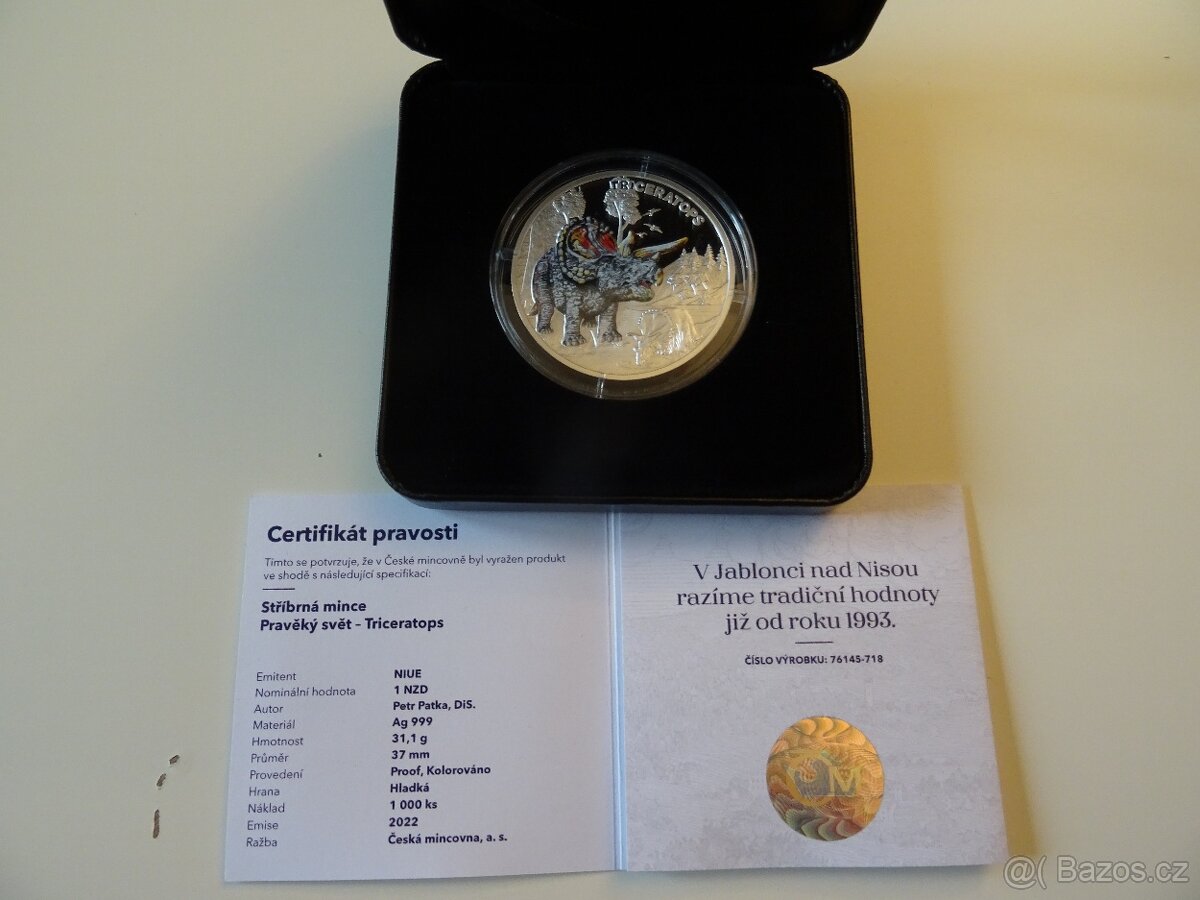 TRICERATOPS
Certifikát pravosti
Tímto se potvrzuje, že v České mincovně byl vyražen produkt
ve shodě s následující specifikací:
Stříbrná mince
Pravěký svět – Triceratops
Emitent NIUE
Nominální hodnota 1 NZD
Autor Petr Patka, DiS.
Materiál Ag 999
Hmotnost 31,1 g
Průměr 37 mm
Provedení Proof, Kolorováno
Hrana Hladká
Náklad 1 000 ks
Emise 2022
Ražba Česká mincovna, a. s.
V Jablonci nad Nisou
razíme tradiční hodnoty
již od roku 1993.
ČÍSLO VÝROBKU: 76145-718
ČM
@( Bazos.cz